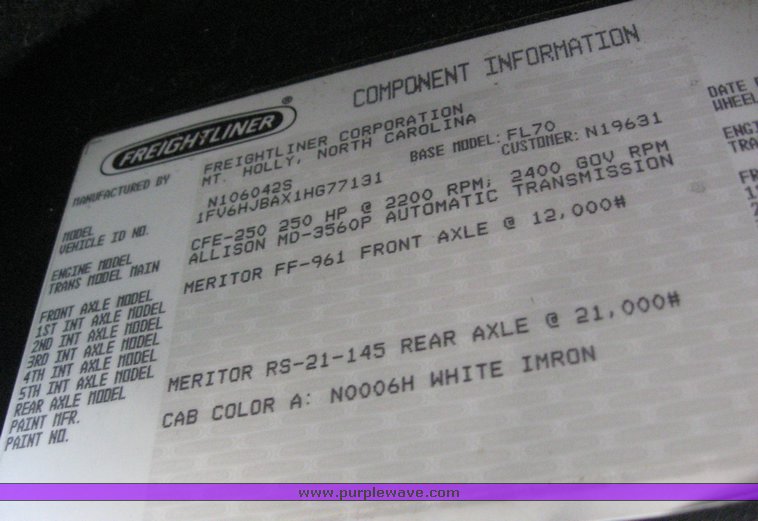 COMPONENT INFORMATION
FREIGHTLINER ®
MANUFACTURED BY FREIGHTLINER CORPORATION
MT. HOLLY, NORTH CAROLINA
BASE MODEL: FL70
CUSTOMER: N19631
MODEL N106042S
VEHICLE ID NO. 1FV6HJBAX1HG77131
ENGINE MODEL CFE-250 250 HP @ 2200 RPM; 2400 GOV RPM
TRANS MODEL MAIN ALLISON MD-3560P AUTOMATIC TRANSMISSION
FRONT AXLE MODEL MERITOR FF-961 FRONT AXLE @ 12,000#
1ST INT AXLE MODEL
2ND INT AXLE MODEL
3RD INT AXLE MODEL
4TH INT AXLE MODEL
5TH INT AXLE MODEL
REAR AXLE MODEL MERITOR RS-21-145 REAR AXLE @ 21,000#
PAINT MFR.
PAINT NO. CAB COLOR A: N0006H WHITE IMRON
DATE
WHEEL
ENGI
TRA
FR
1S
www.purplewave.com